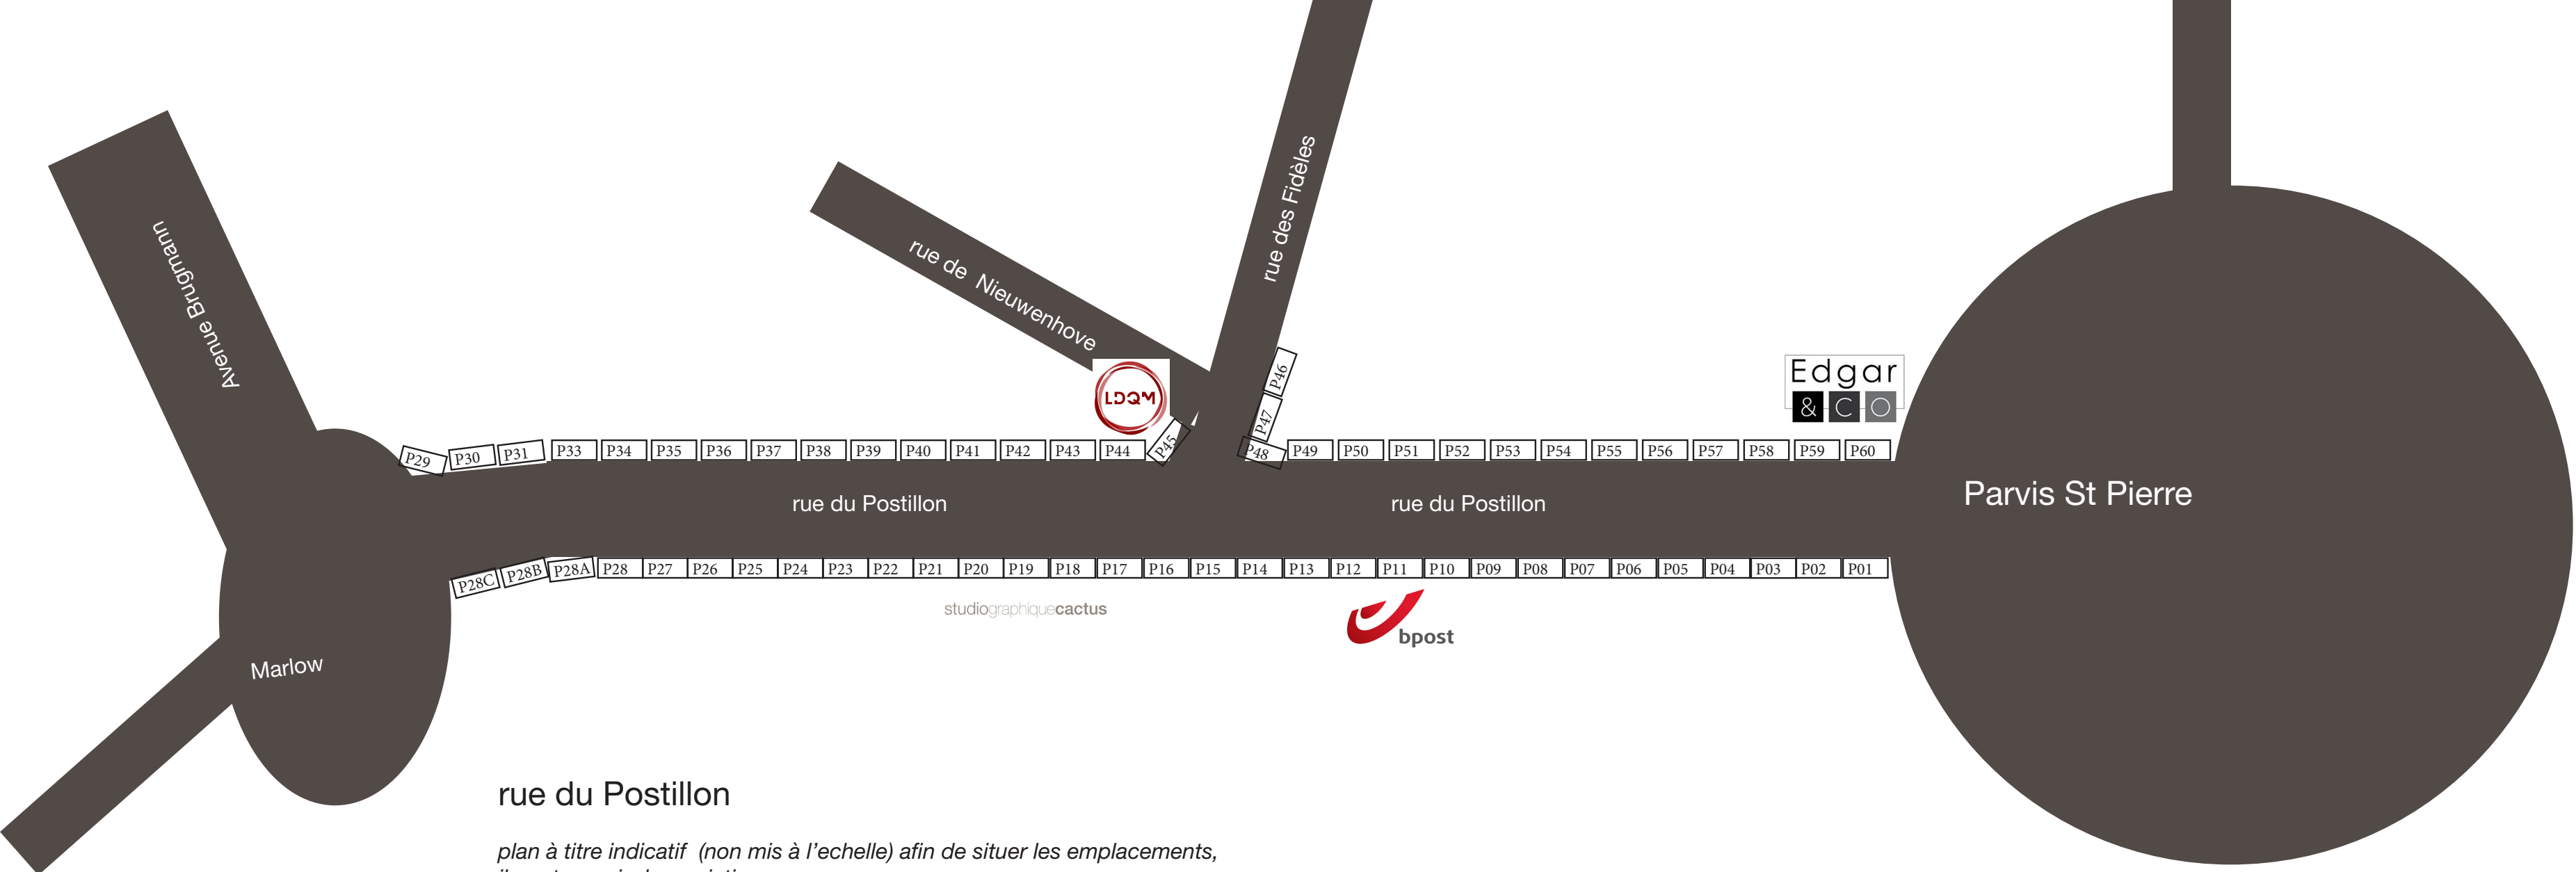 Avenue Brugmann
rue de Nieuwenhove
rue des Fidèles
LDQM
Edgar
& C O
P46
P47
P45
P48
P29 P30 P31 P33 P34 P35 P36 P37 P38 P39 P40 P41 P42 P43 P44
P49 P50 P51 P52 P53 P54 P55 P56 P57 P58 P59 P60
rue du Postillon
rue du Postillon
Parvis St Pierre
P28C P28B P28A P28 P27 P26 P25 P24 P23 P22 P21 P20 P19 P18 P17 P16 P15 P14 P13 P12 P11 P10 P09 P08 P07 P06 P05 P04 P03 P02 P01
studiographiquecactus
bpost
Marlow
rue du Postillon
plan à titre indicatif (non mis à l'echelle) afin de situer les emplacements,